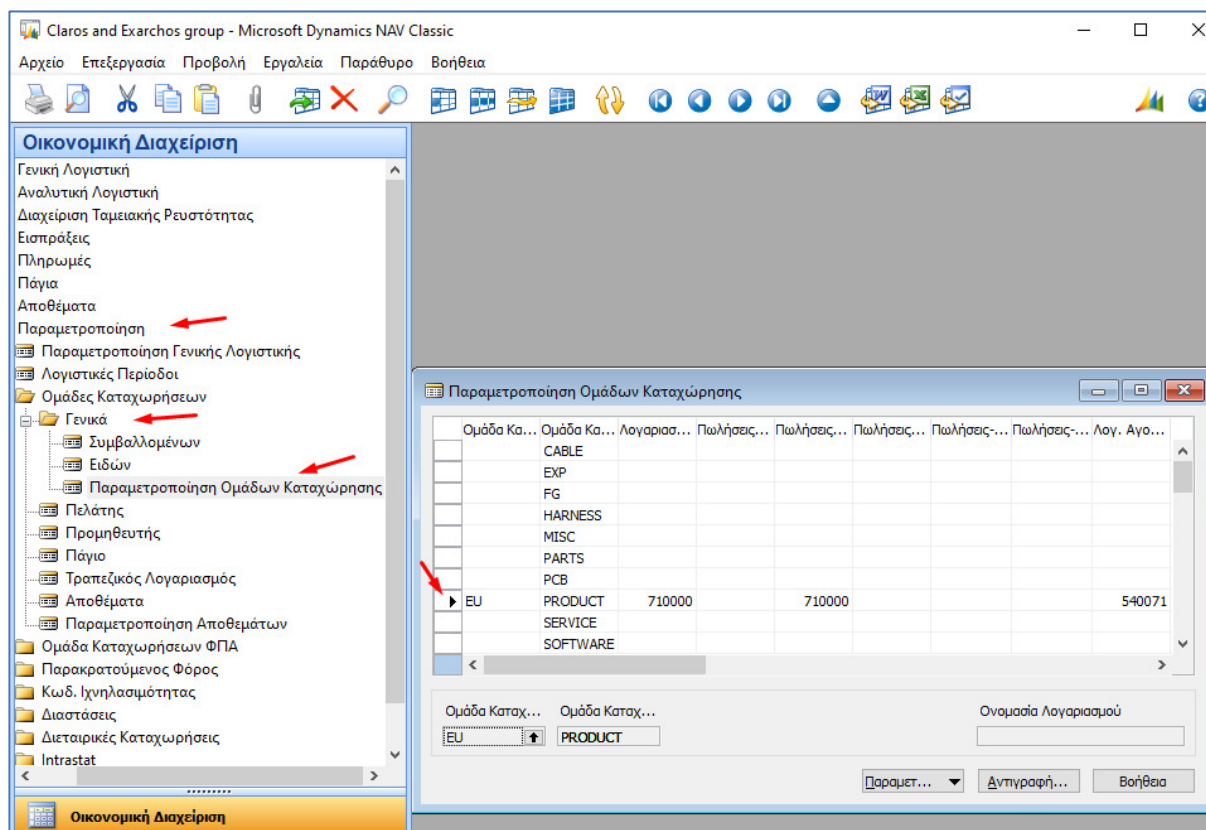 Claros and Exarchos group - Microsoft Dynamics NAV Classic
Αρχείο Επεξεργασία Προβολή Εργαλεία Παράθυρο Βοήθεια
Οικονομική Διαχείριση
Γενική Λογιστική
Αναλυτική Λογιστική
Διαχείριση Ταμειακής Ρευστότητας
Εισπράξεις
Πληρωμές
Πάγια
Αποθέματα
Παραμετροποίηση
Παραμετροποίηση Γενικής Λογιστικής
Λογιστικές Περίοδοι
Ομάδες Καταχωρήσεων
Γενικά
Συμβαλλομένων
Ειδών
Παραμετροποίηση Ομάδων Καταχώρησης
Πελάτης
Προμηθευτής
Πάγιο
Τραπεζικός Λογαριασμός
Αποθέματα
Παραμετροποίηση Αποθεμάτων
Ομάδα Καταχωρήσεων ΦΠΑ
Παρακρατούμενος Φόρος
Κωδ. Ιχνηλασιμότητας
Διαστάσεις
Διεταιρικές Καταχωρήσεις
Intrastat
Οικονομική Διαχείριση
Παραμετροποίηση Ομάδων Καταχώρησης
Ομάδα Κα... Ομάδα Κα... Λογαριασ... Πωλήσεις... Πωλήσεις... Πωλήσεις... Πωλήσεις-... Πωλήσεις-... Λογ. Αγο...
CABLE
EXP
FG
HARNESS
MISC
PARTS
PCB
EU PRODUCT 710000 710000 540071
SERVICE
SOFTWARE
Ομάδα Καταχ... Ομάδα Καταχ... Ονομασία Λογαριασμού
EU PRODUCT
Παραμετ... Αντιγραφή... Βοήθεια